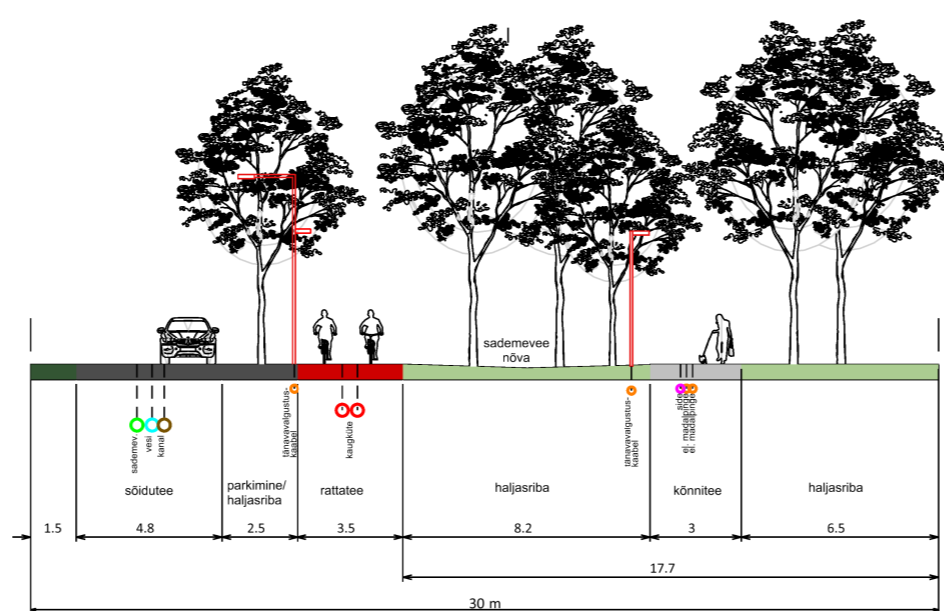 sademevee
nõva
sademev.
vesi
kanal
tänavavalgustus-
kaabel
kaugküte
tänavavalgustus-
kaabel
side
el. madalpinge
el. madalpinge
sõidutee
parkimine/
haljasriba
rattatee
haljasriba
kõnnitee
haljasriba
1.5
4.8
2.5
3.5
8.2
3
6.5
17.7
30 m